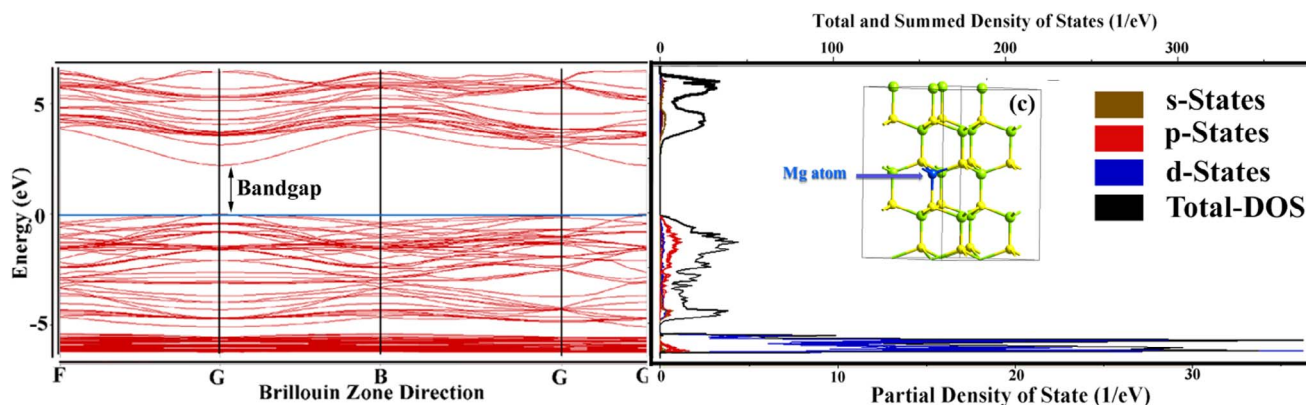 Total and Summed Density of States (1/eV)
0
100
200
300
Energy (eV)
5
0
-5
Bandgap
F
G
B
G
G
Brillouin Zone Direction
(c)
Mg atom
s-States
p-States
d-States
Total-DOS
0
10
20
30
Partial Density of State (1/eV)